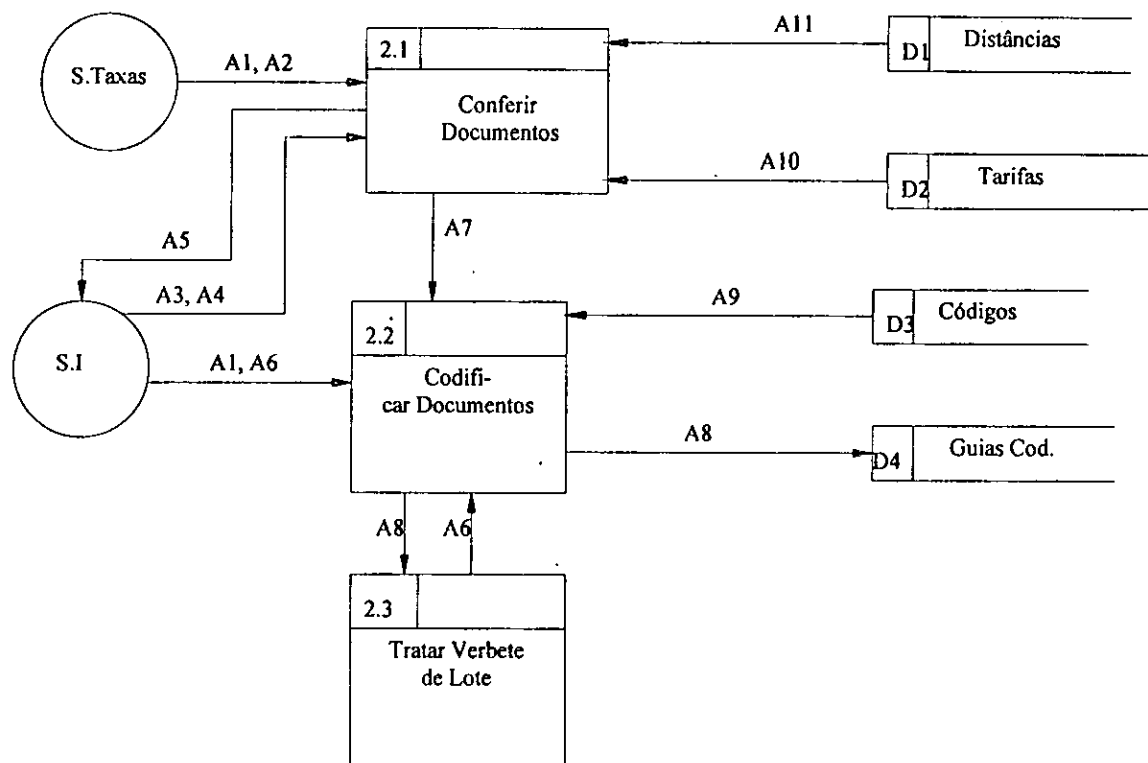 A11
Distâncias
2.1
D1
S.Taxas
A1, A2
Conferir
Documentos
A10
Tarifas
D2
A7
A5
A3, A4
A9
Códigos
2.2
D3
S.I
A1, A6
Codifi-
car Documentos
A8
Guias Cod.
D4
A8
A6
2.3
Tratar Verbete
de Lote